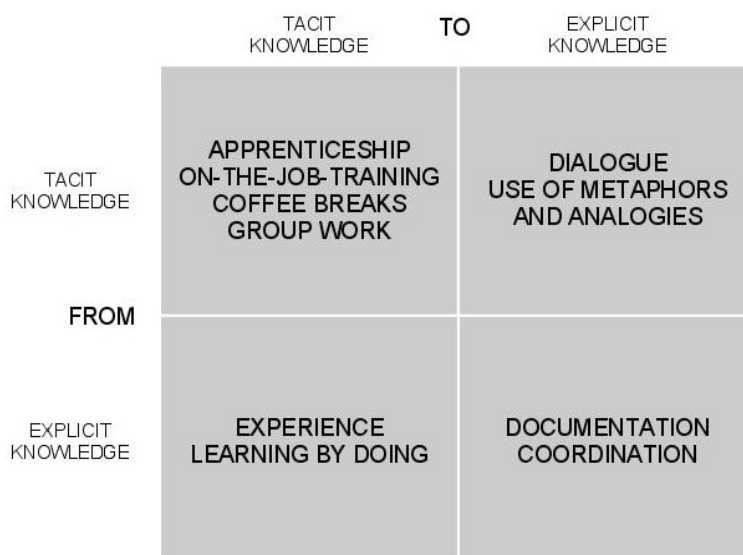 TACIT
KNOWLEDGE
TO
EXPLICIT
KNOWLEDGE
TACIT
KNOWLEDGE
APPRENTICESHIP
ON-THE-JOB-TRAINING
COFFEE BREAKS
GROUP WORK
DIALOGUE
USE OF METAPHORS
AND ANALOGIES
FROM
EXPLICIT
KNOWLEDGE
EXPERIENCE
LEARNING BY DOING
DOCUMENTATION
COORDINATION